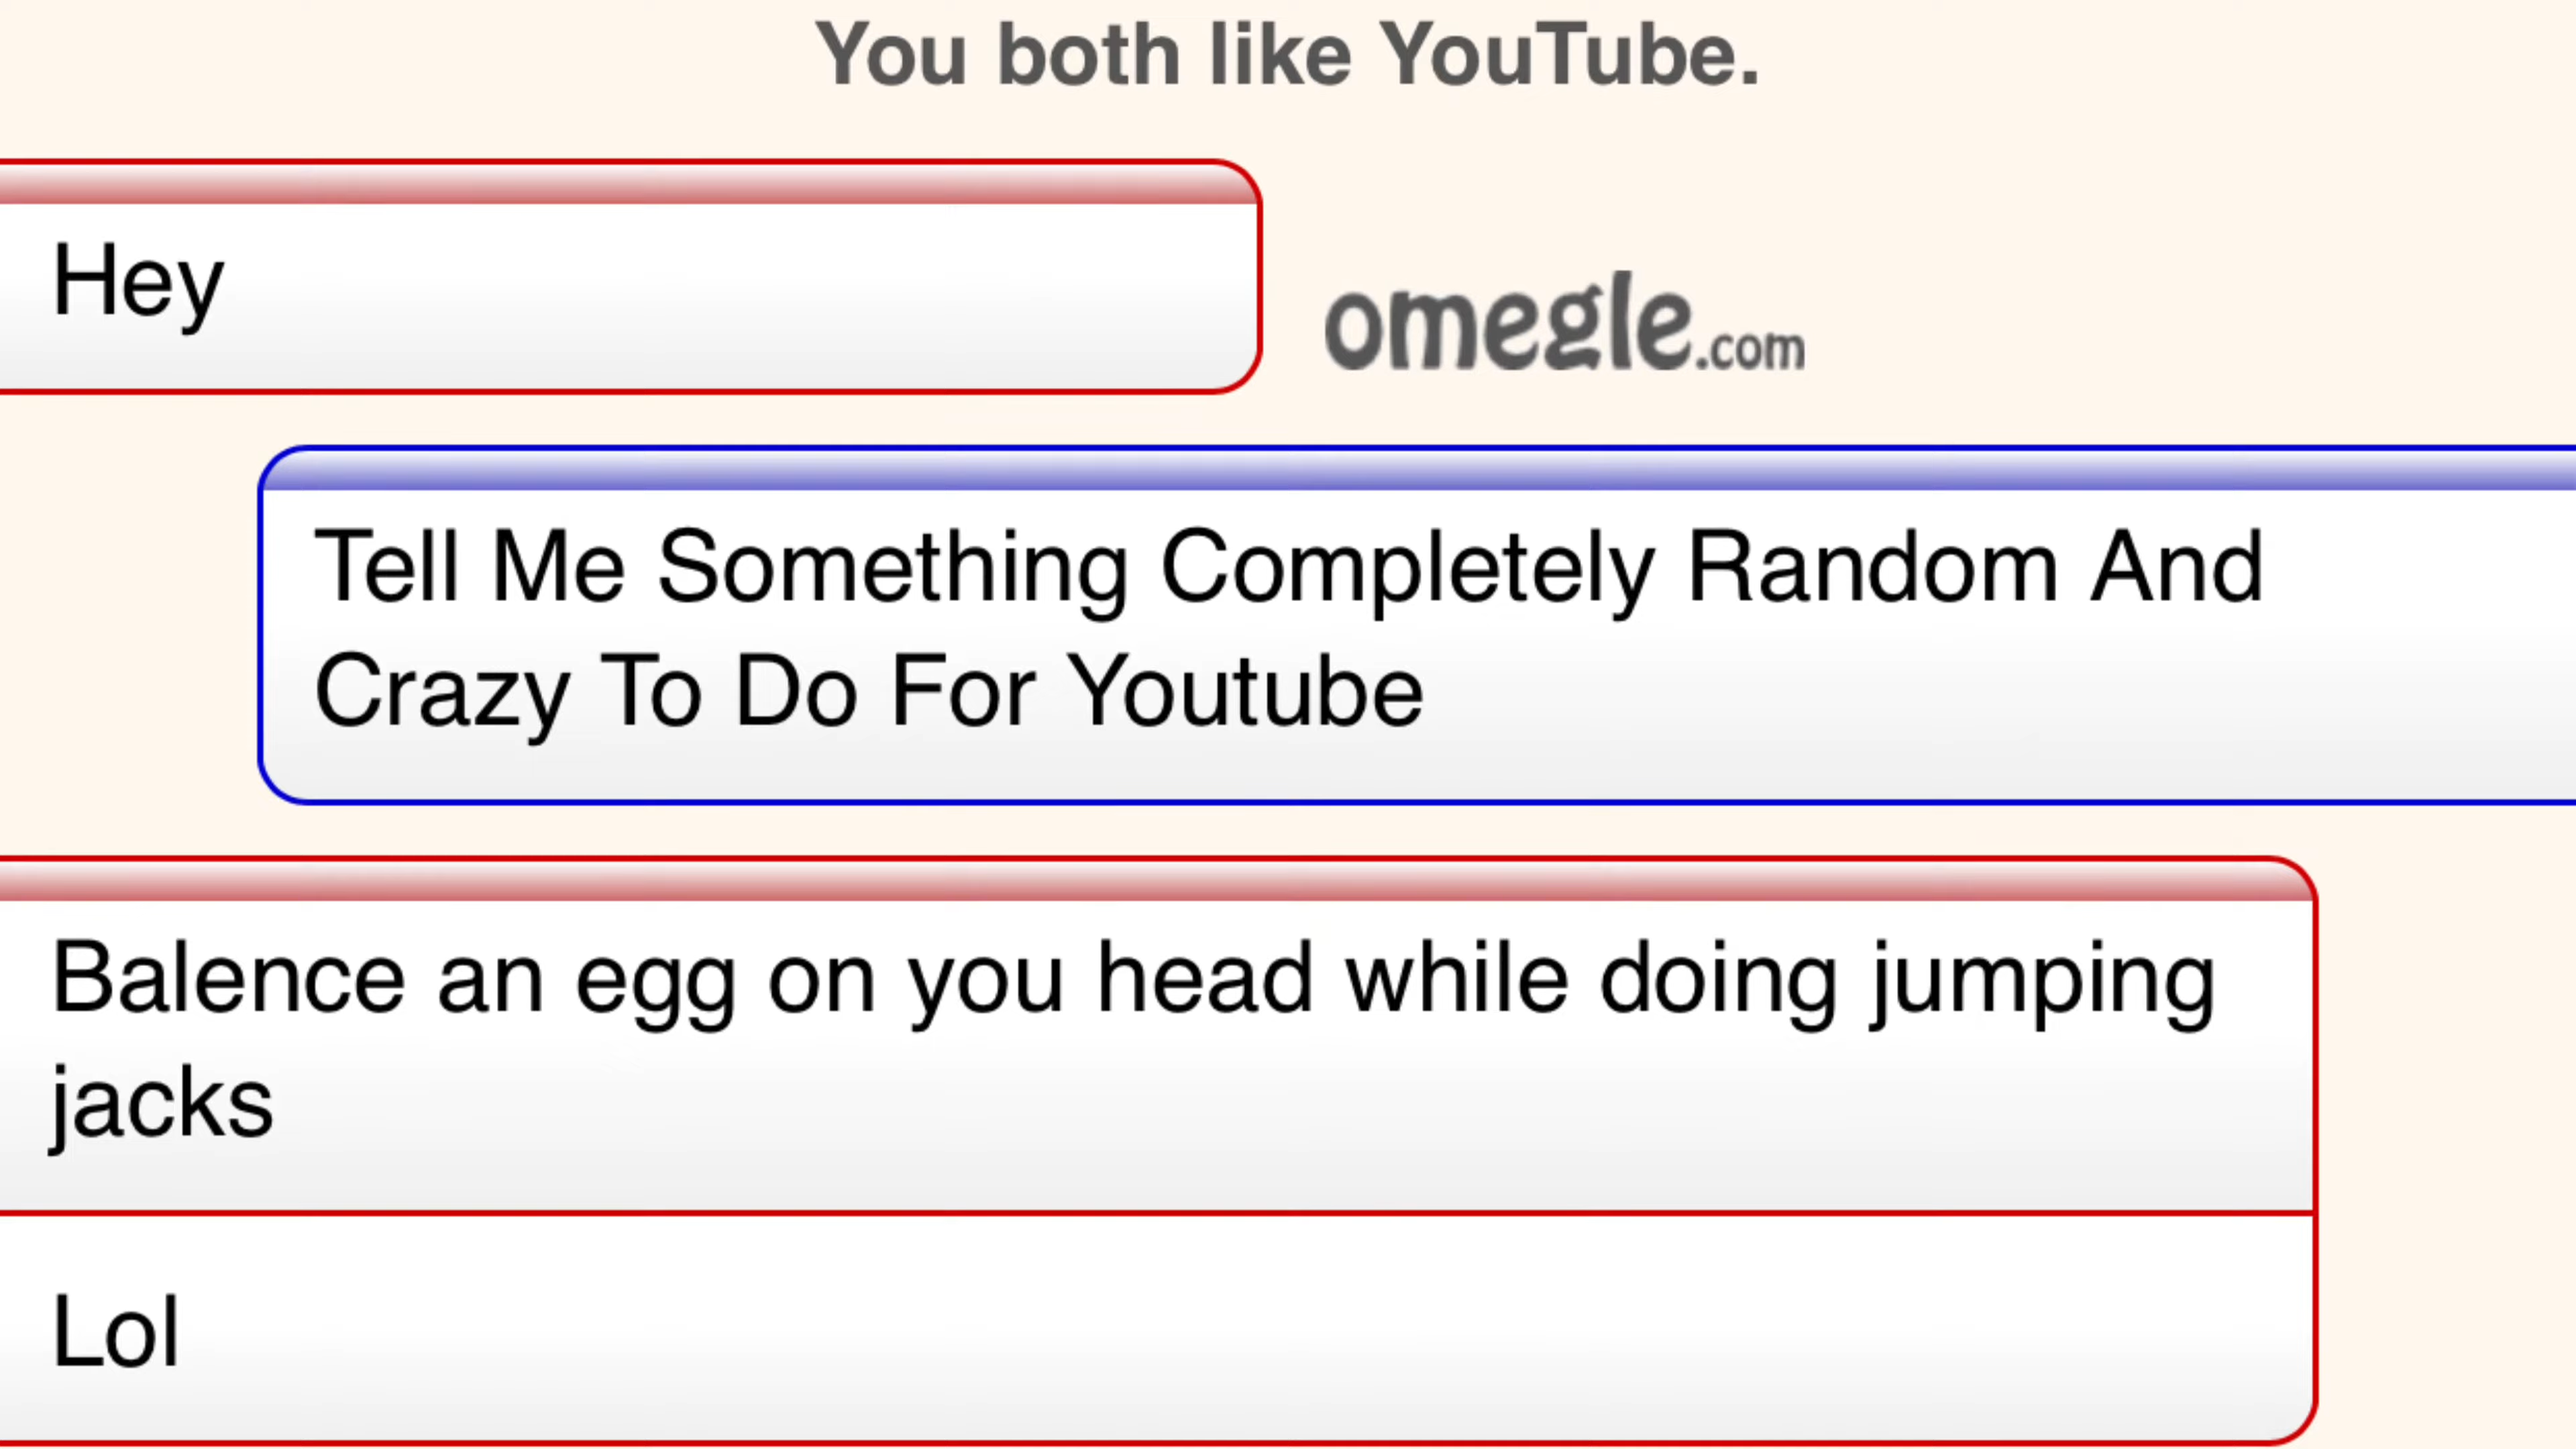 You both like YouTube.
Hey
omegle.com
Tell Me Something Completely Random And
Crazy To Do For Youtube
Balence an egg on you head while doing jumping
jacks
Lol